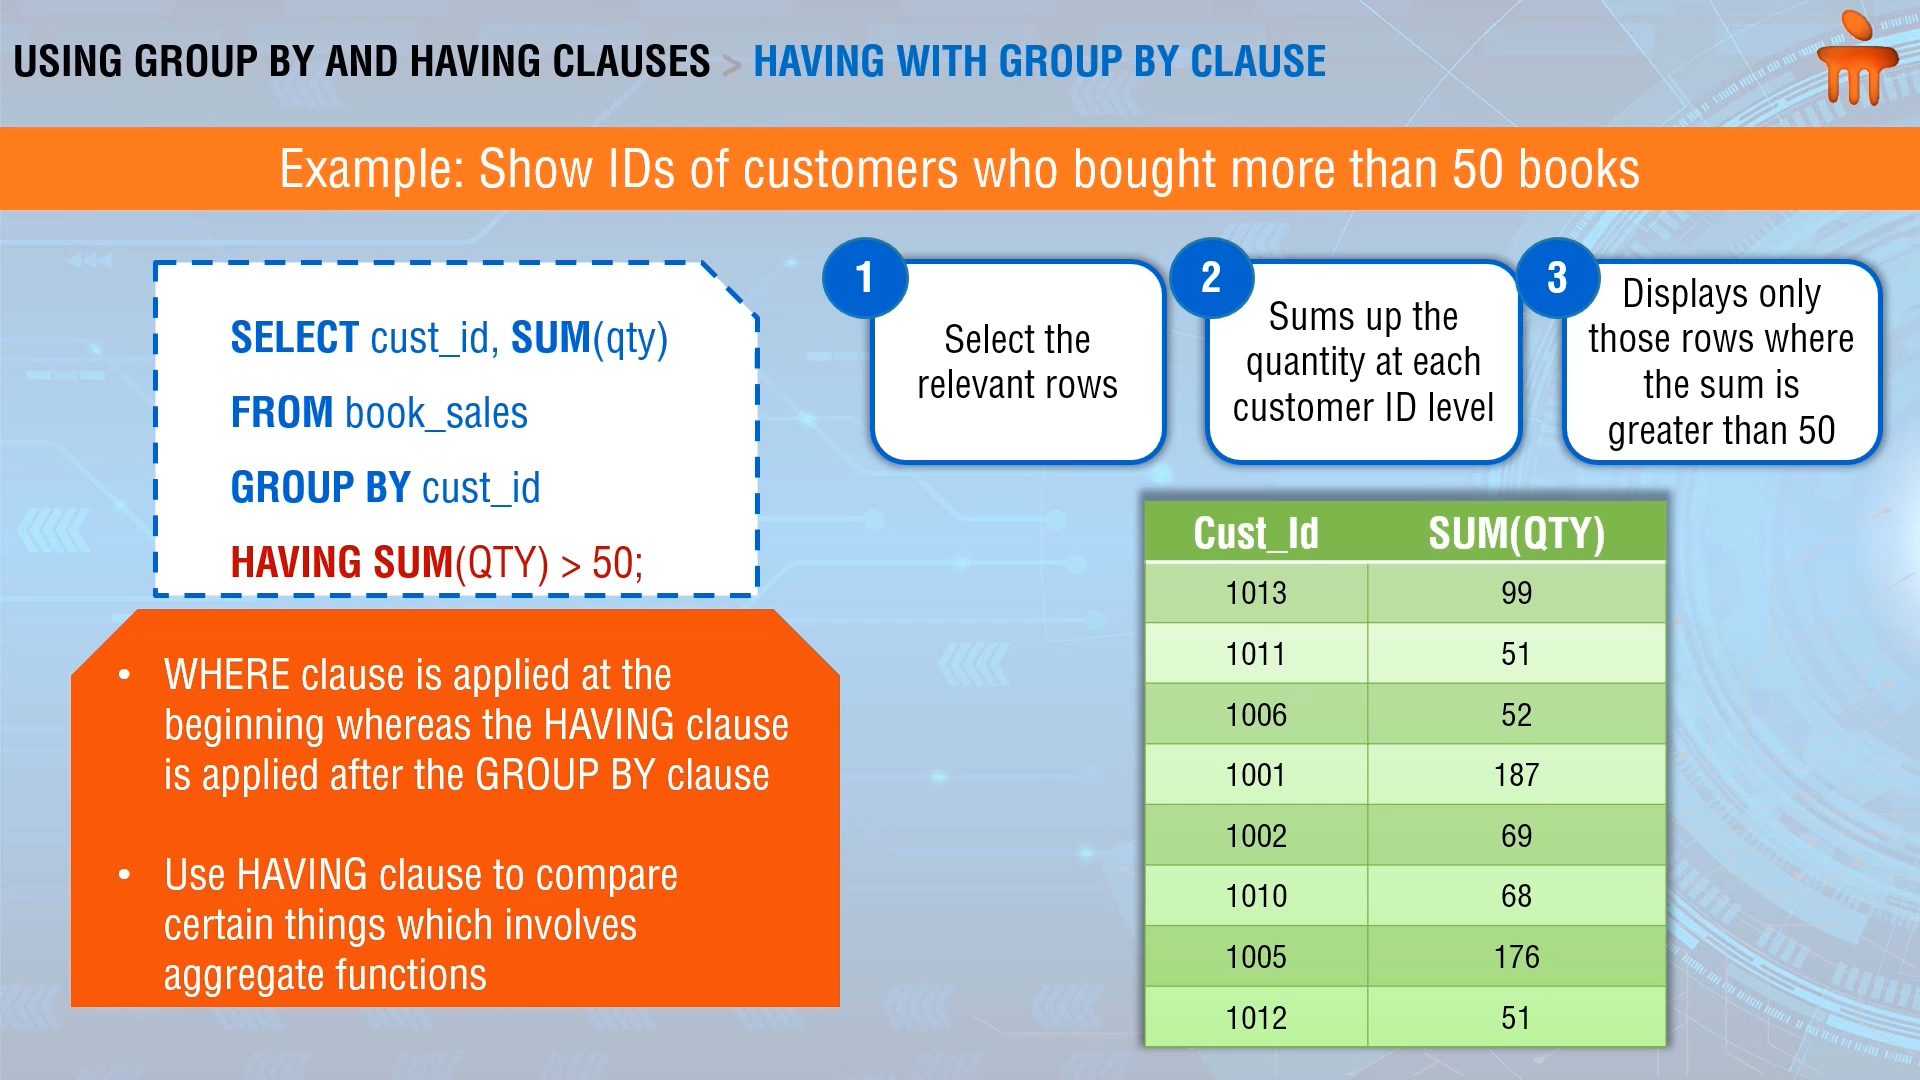 USING GROUP BY AND HAVING CLAUSES > HAVING WITH GROUP BY CLAUSE
Example: Show IDs of customers who bought more than 50 books
SELECT cust_id, SUM(qty)
FROM book_sales
GROUP BY cust_id
HAVING SUM(QTY) > 50;
1
Select the
relevant rows
2
Sums up the
quantity at each
customer ID level
3
Displays only
those rows where
the sum is
greater than 50
• WHERE clause is applied at the
beginning whereas the HAVING clause
is applied after the GROUP BY clause
• Use HAVING clause to compare
certain things which involves
aggregate functions
Cust_Id SUM(QTY)
1013 99
1011 51
1006 52
1001 187
1002 69
1010 68
1005 176
1012 51